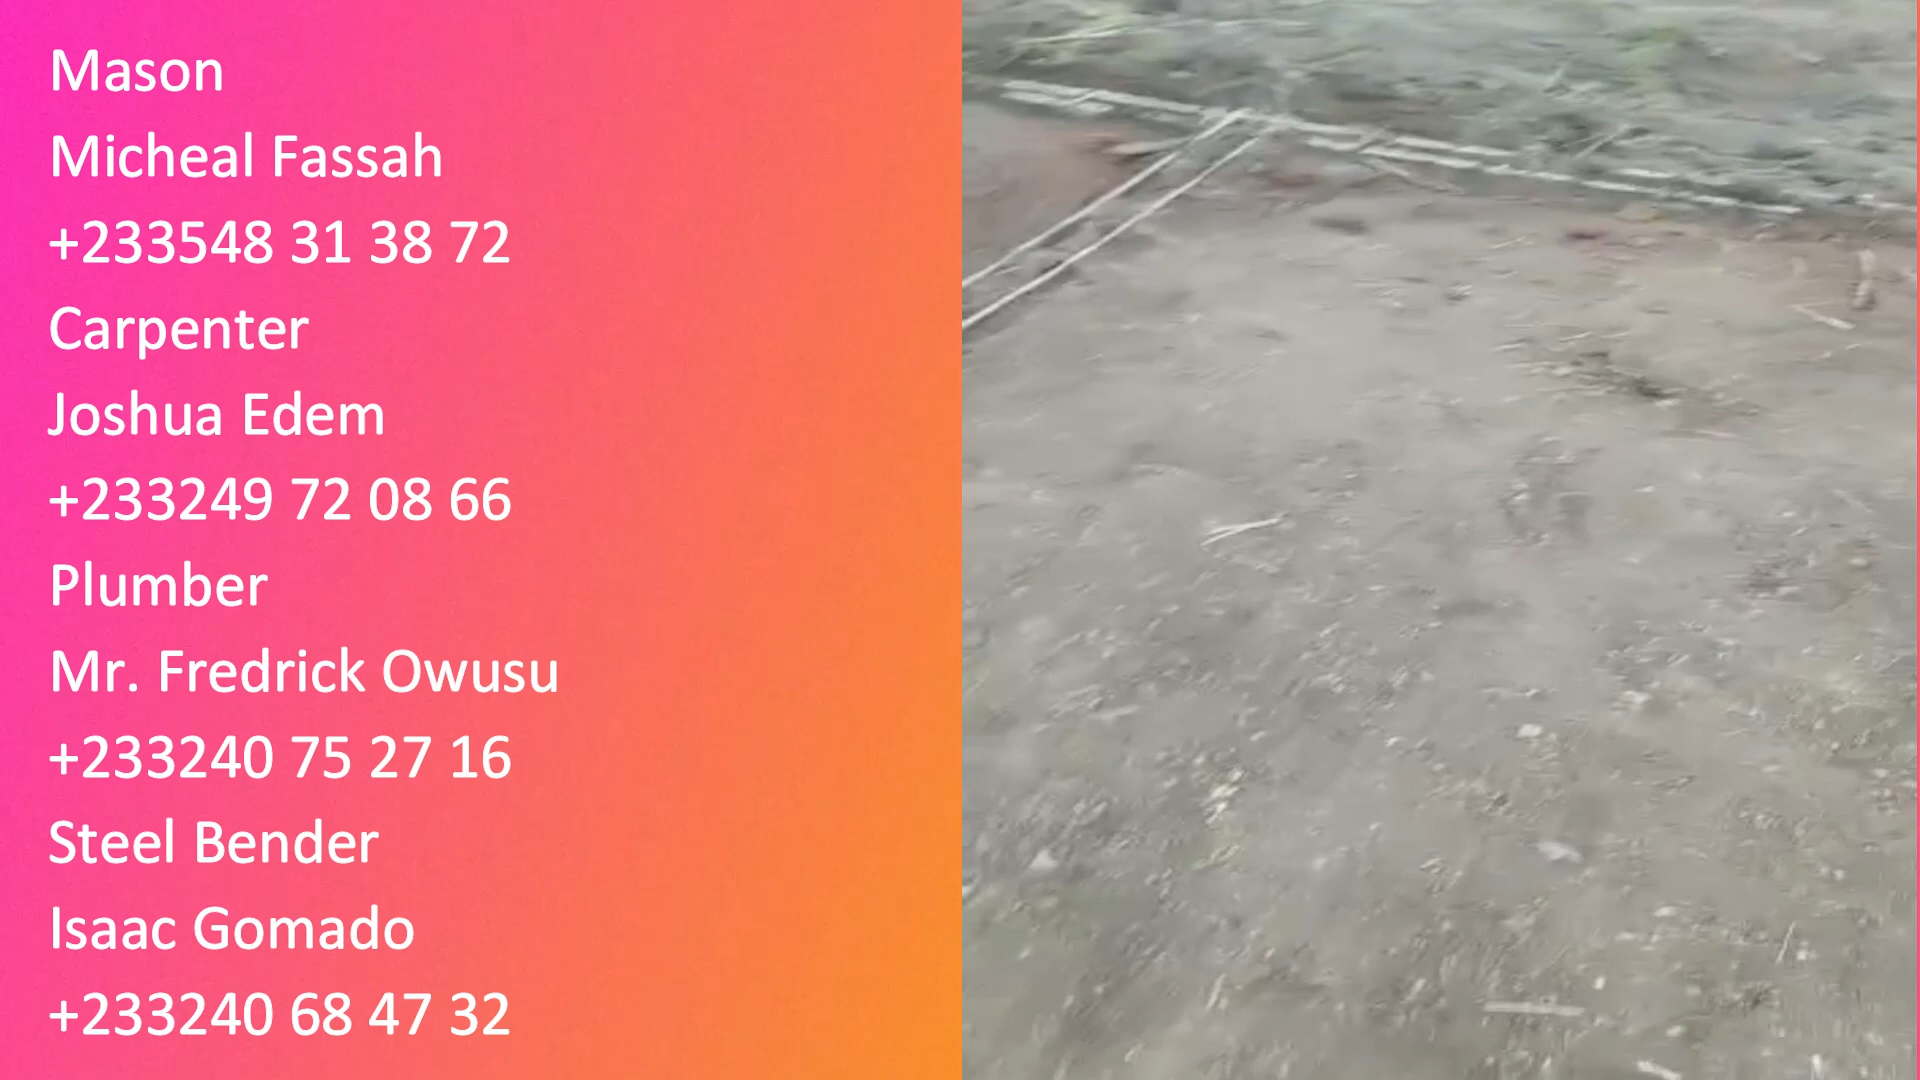 Mason
Micheal Fassah
+233548 31 38 72
Carpenter
Joshua Edem
+233249 72 08 66
Plumber
Mr. Fredrick Owusu
+233240 75 27 16
Steel Bender
Isaac Gomado
+233240 68 47 32